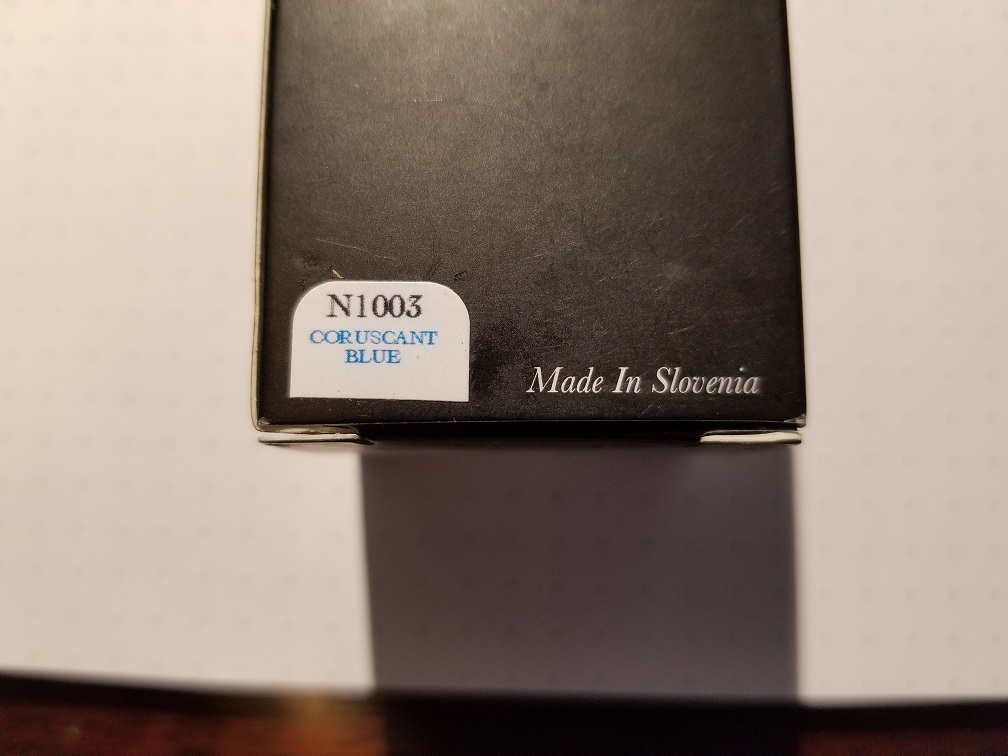 N1003
CORUSCANT
BLUE
Made In Slovenia